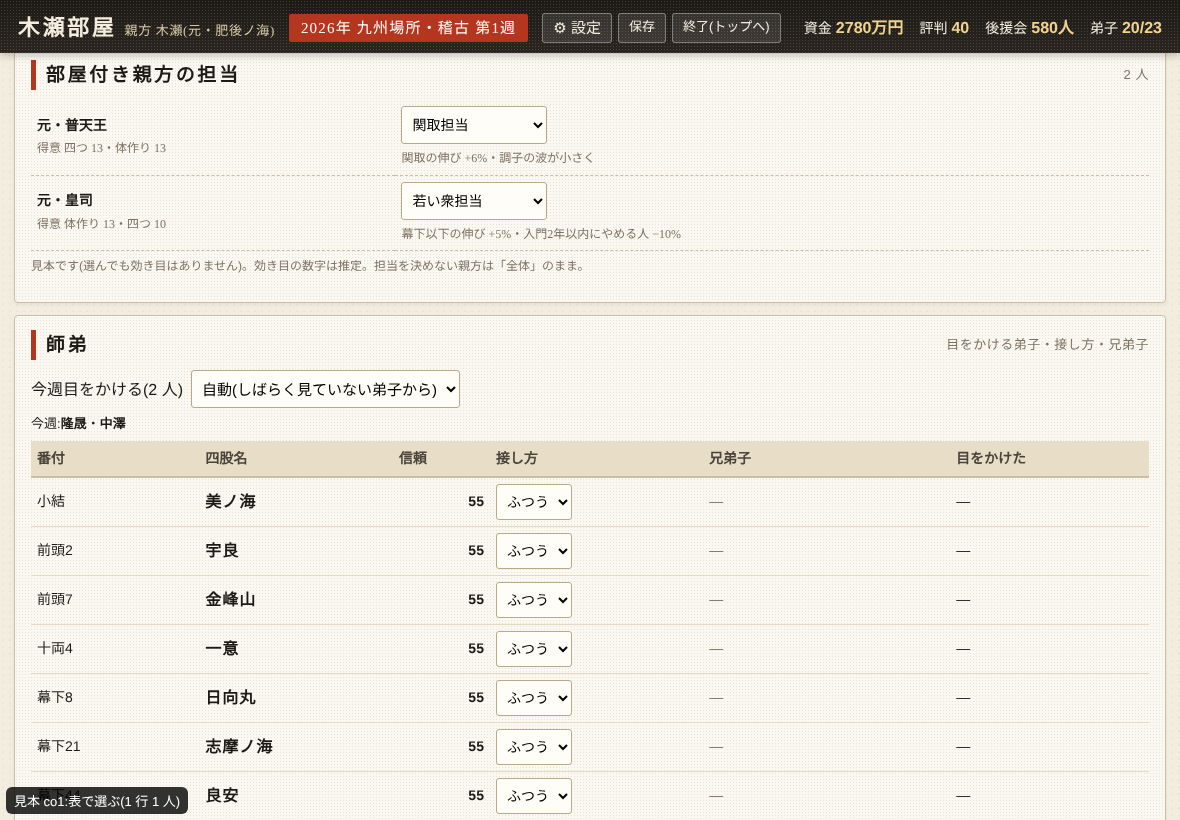 木瀬部屋 親方 木瀬(元・肥後ノ海) 2026年 九州場所・稽古 第1週 ⚙ 設定 保存 終了(トップへ) 資金 2780万円 評判 40 後援会 580人 弟子 20/23
部屋付き親方の担当 2 人
元・普天王 関取担当
得意 四つ 13・体作り 13 関取の伸び +6%・調子の波が小さく
元・皇司 若い衆担当
得意 体作り 13・四つ 10 幕下以下の伸び +5%・入門2年以内にやめる人 −10%
見本です(選んでも効き目はありません)。効き目の数字は推定。担当を決めない親方は「全体」のまま。
師弟 目をかける弟子・接し方・兄弟子
今週目をかける(2 人) 自動(しばらく見ていない弟子から)
今週:隆晟・中澤
番付 四股名 信頼 接し方 兄弟子 目をかけた
小結 美ノ海 55 ふつう — —
前頭2 宇良 55 ふつう — —
前頭7 金峰山 55 ふつう — —
十両4 一意 55 ふつう — —
幕下8 日向丸 55 ふつう — —
幕下21 志摩ノ海 55 ふつう — —
良安 55 ふつう — —
見本 co1:表で選ぶ(1 行 1 人)